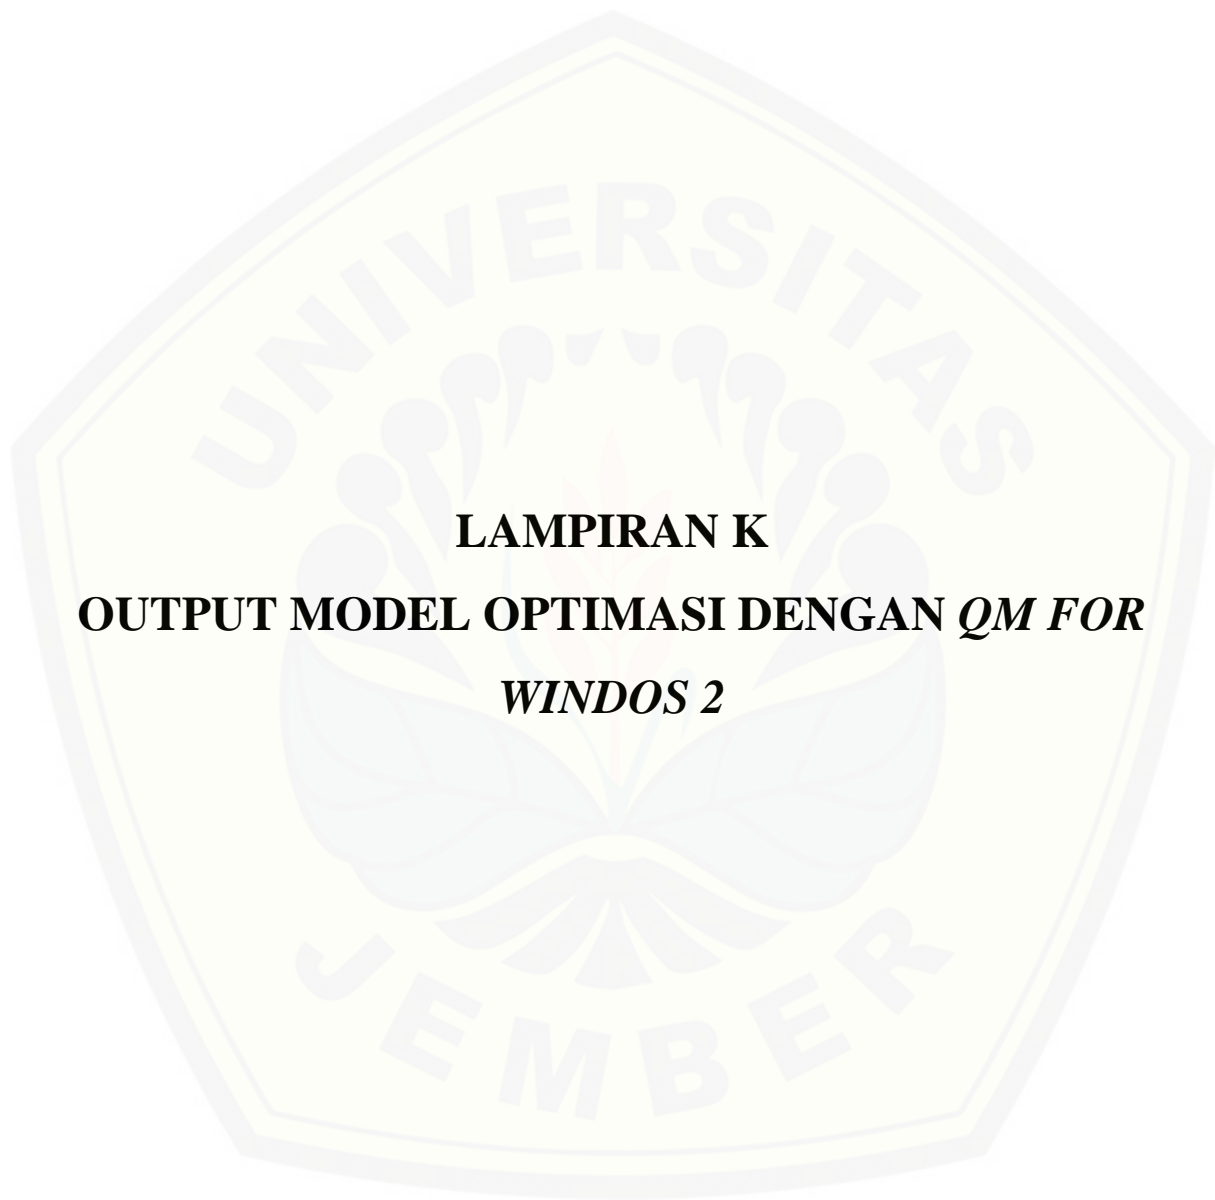 UNIVERSITAS
LAMPIRAN K
OUTPUT MODEL OPTIMASI DENGAN QM FOR
WINDOS 2
JEMBER